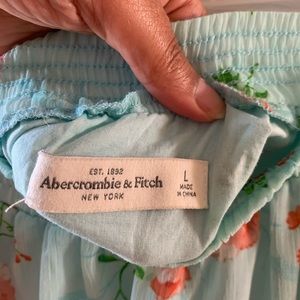 EST. 1892
Abercrombie & Fitch
NEW YORK
L
MADE
IN CHINA